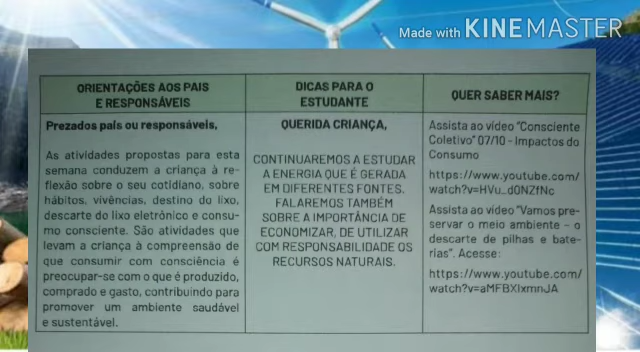 Made with KINEMASTER
ORIENTAÇÕES AOS PAIS
E RESPONSÁVEIS
Prezados pais ou responsáveis,
As atividades propostas para esta
semana conduzem a criança à re-
flexão sobre o seu cotidiano, sobre
hábitos, vivências, destino do lixo,
descarte do lixo eletrônico e consu-
mo consciente. São atividades que
levam a criança à compreensão de
que consumir com consciência é
preocupar-se com o que é produzido,
comprado e gasto, contribuindo para
promover um ambiente saudável
e sustentável.
DICAS PARA O
ESTUDANTE
QUERIDA CRIANÇA,
CONTINUAREMOS A ESTUDAR
A ENERGIA QUE É GERADA
EM DIFERENTES FONTES.
FALAREMOS TAMBÉM
SOBRE A IMPORTÂNCIA DE
ECONOMIZAR, DE UTILIZAR
COM RESPONSABILIDADE OS
RECURSOS NATURAIS.
QUER SABER MAIS?
Assista ao vídeo "Consciente
Coletivo" 07/10 - Impactos do
Consumo
https://www.youtube.com/
watch?v=HVu_d0NZfNc
Assista ao vídeo "Vamos pre-
servar o meio ambiente - o
descarte de pilhas e bate-
rias". Acesse:
https://www.youtube.com/
watch?v=aMFBXIxmnJA